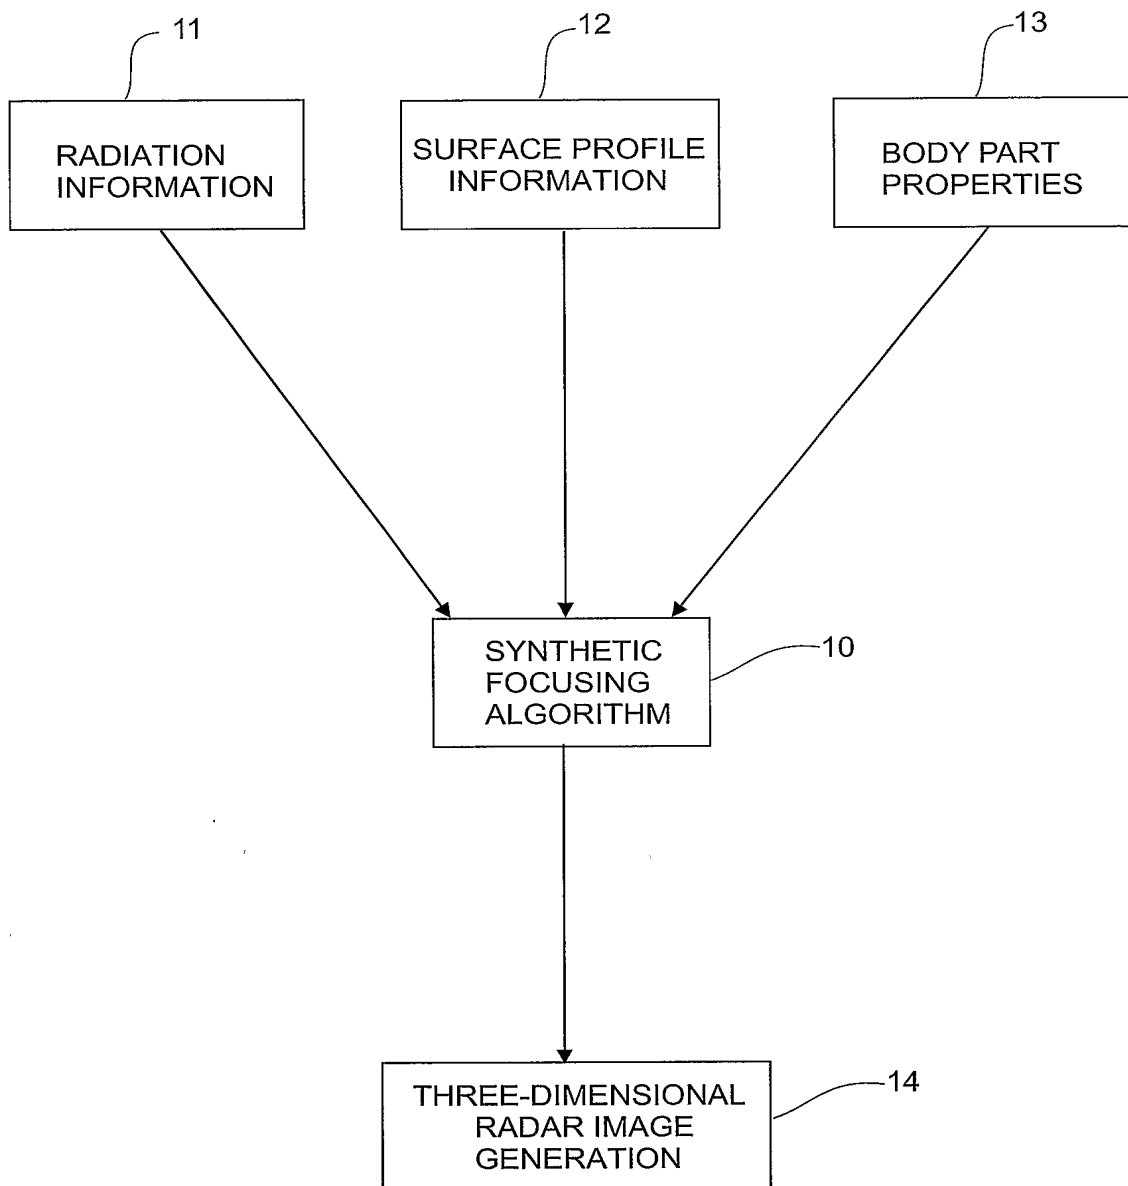 11
12
13
RADIATION
INFORMATION
SURFACE PROFILE
INFORMATION
BODY PART
PROPERTIES
SYNTHETIC
FOCUSING
ALGORITHM
10
THREE-DIMENSIONAL
RADAR IMAGE
GENERATION
14